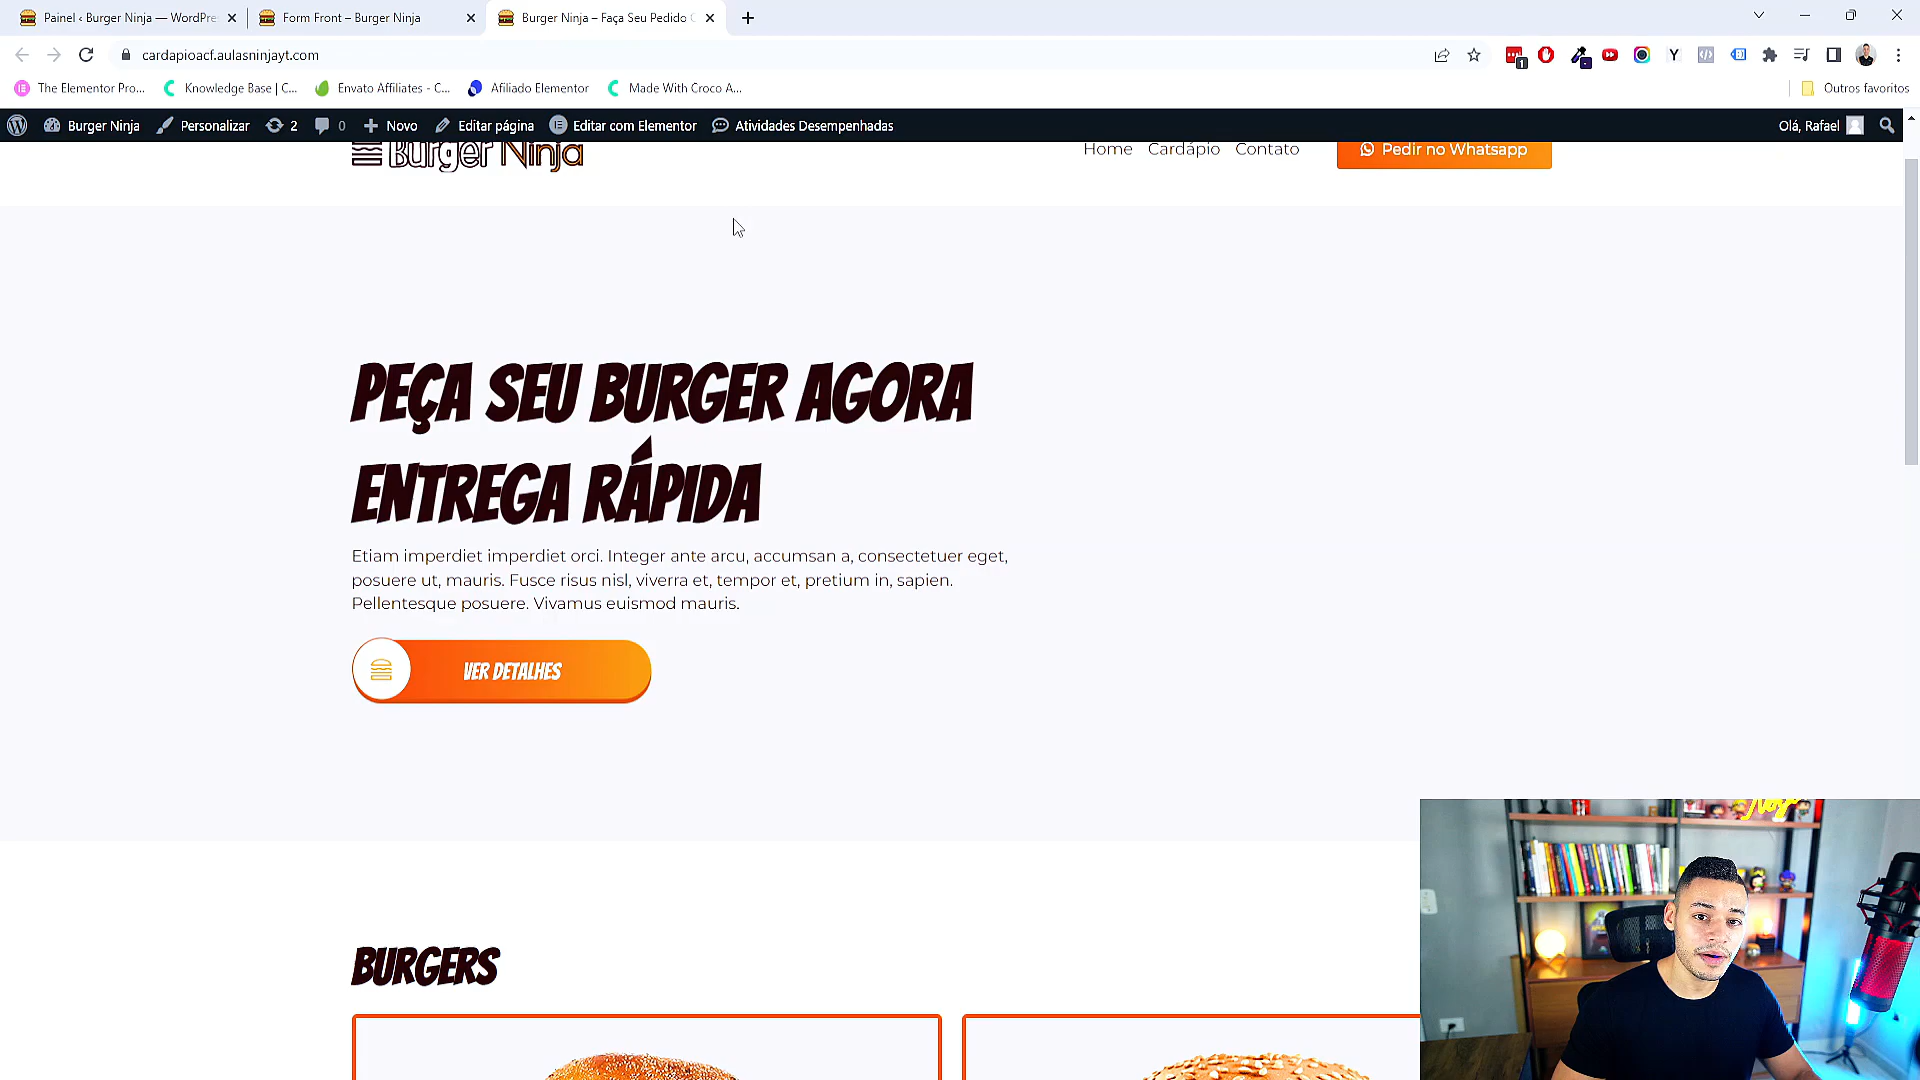 Painel ‹ Burger Ninja — WordPre
Form Front – Burger Ninja
Burger Ninja – Faça Seu Pedido
cardapioacf.aulasninjayt.com
1
Y
The Elementor Pro...
Knowledge Base | C...
Envato Affiliates - C...
Afiliado Elementor
Made With Croco A...
Outros favoritos
Burger Ninja
Personalizar
2
0
Novo
Editar página
Editar com Elementor
Atividades Desempenhadas
Olá, Rafael
Burger Ninja
Home
Cardápio
Contato
Pedir no Whatsapp
PEÇA SEU BURGER AGORA
ENTREGA RÁPIDA
Etiam imperdiet imperdiet orci. Integer ante arcu, accumsan a, consectetuer eget,
posuere ut, mauris. Fusce risus nisl, viverra et, tempor et, pretium in, sapien.
Pellentesque posuere. Vivamus euismod mauris.
VER DETALHES
BURGERS